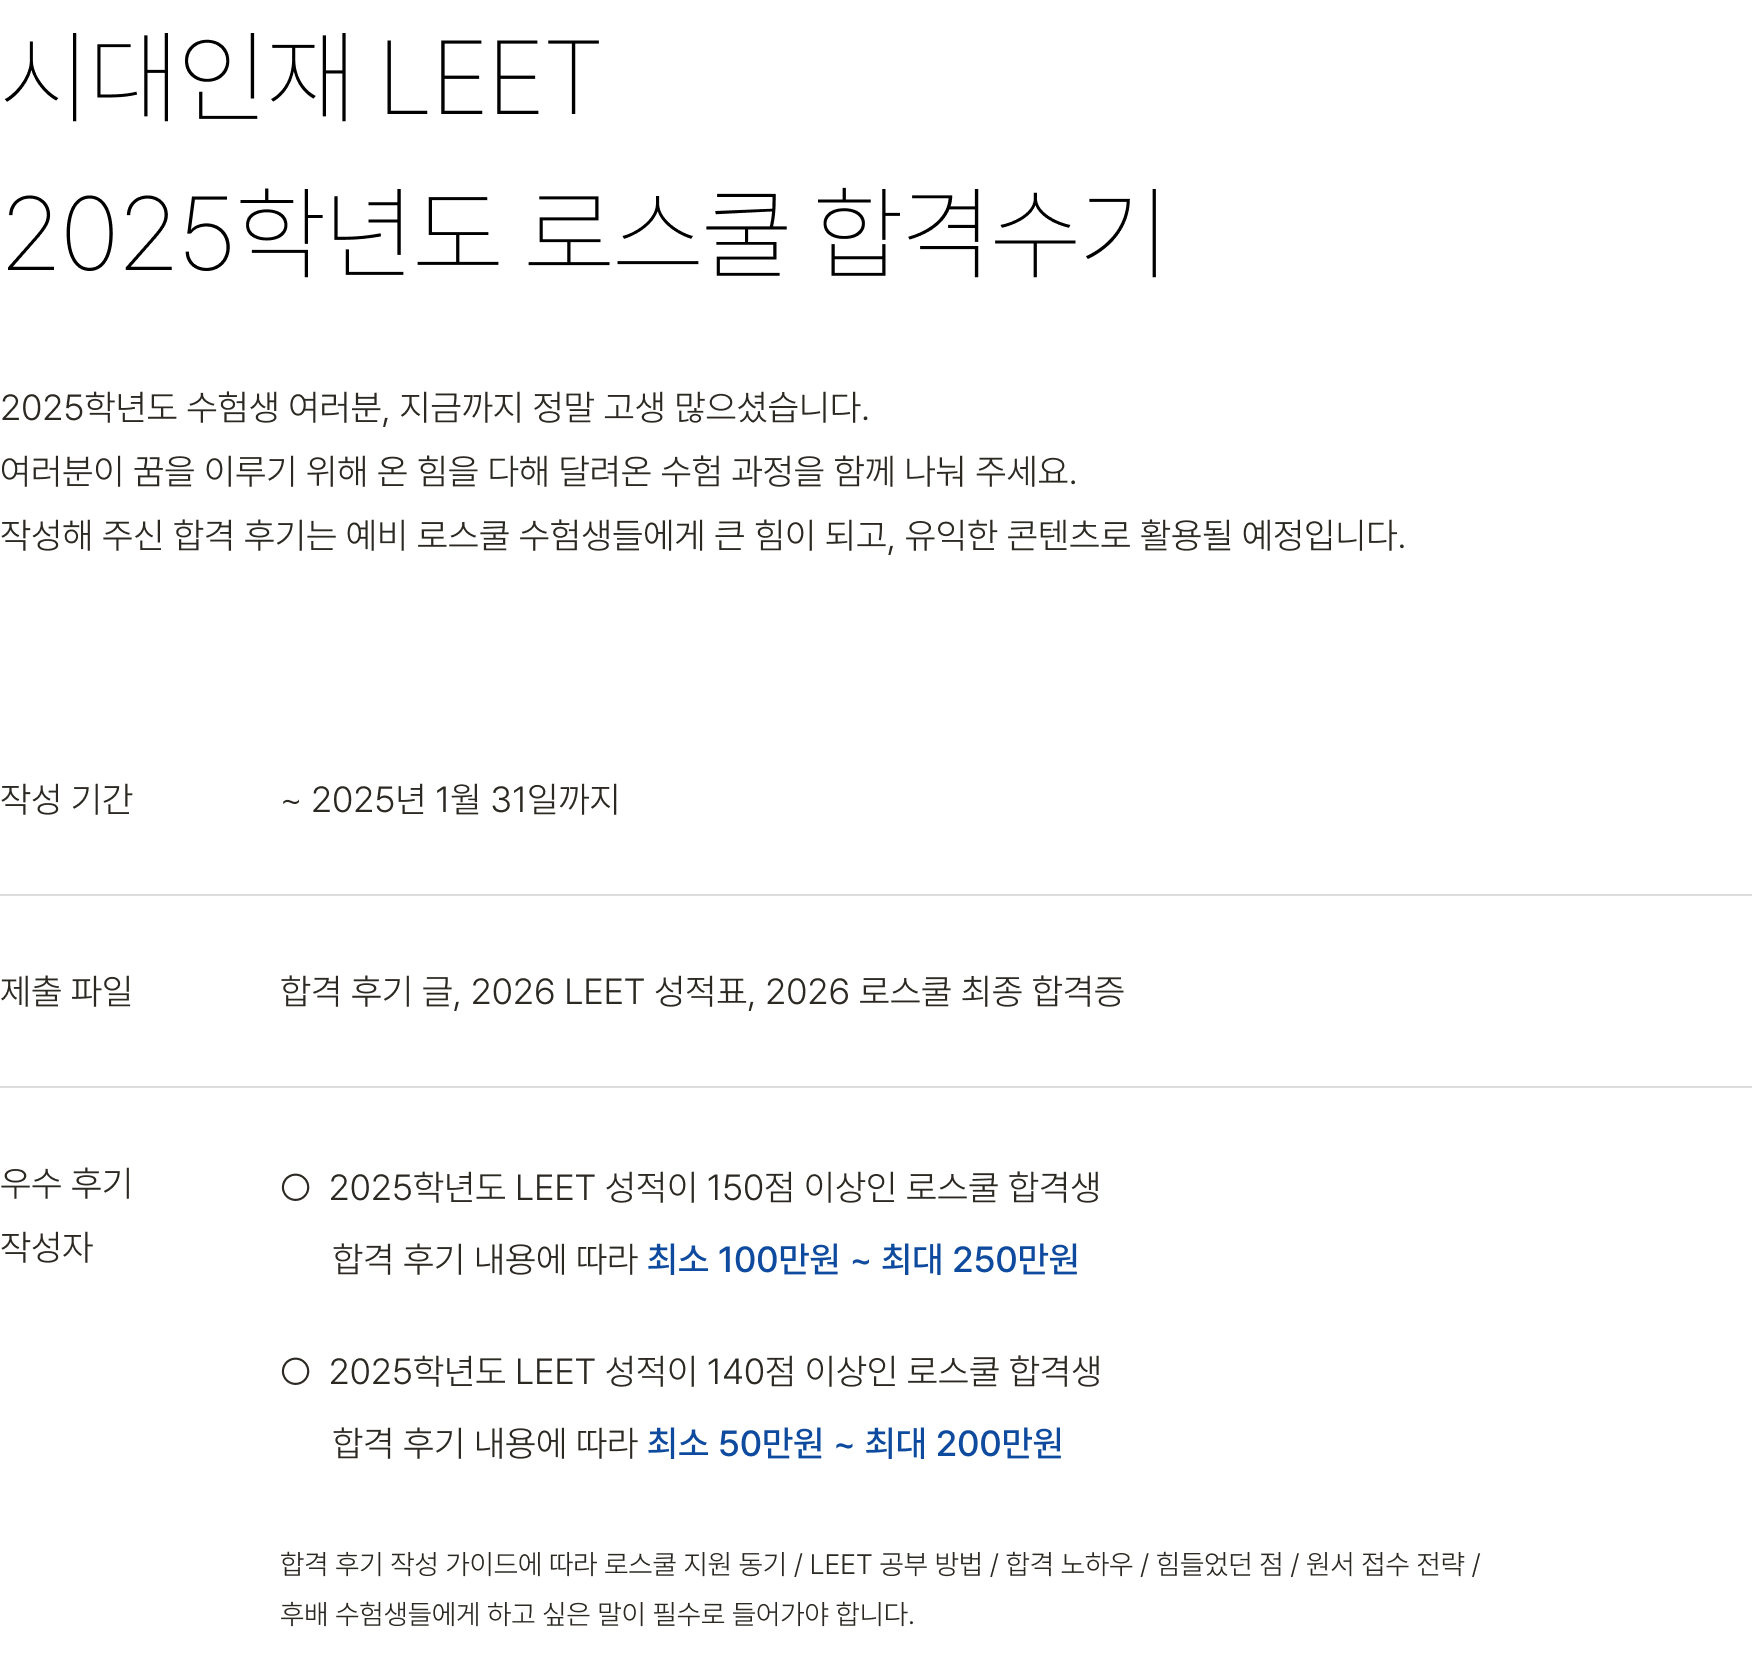 시대인재 LEET
2025학년도 로스쿨 합격수기
2025학년도 수험생 여러분, 지금까지 정말 고생 많으셨습니다.
여러분이 꿈을 이루기 위해 온 힘을 다해 달려온 수험 과정을 함께 나눠 주세요.
작성해 주신 합격 후기는 예비 로스쿨 수험생들에게 큰 힘이 되고, 유익한 콘텐츠로 활용될 예정입니다.
작성 기간 ~ 2025년 1월 31일까지
제출 파일 합격 후기 글, 2026 LEET 성적표, 2026 로스쿨 최종 합격증
우수 후기
작성자
○ 2025학년도 LEET 성적이 150점 이상인 로스쿨 합격생
합격 후기 내용에 따라 최소 100만원 ~ 최대 250만원
○ 2025학년도 LEET 성적이 140점 이상인 로스쿨 합격생
합격 후기 내용에 따라 최소 50만원 ~ 최대 200만원
합격 후기 작성 가이드에 따라 로스쿨 지원 동기 / LEET 공부 방법 / 합격 노하우 / 힘들었던 점 / 원서 접수 전략 /
후배 수험생들에게 하고 싶은 말이 필수로 들어가야 합니다.